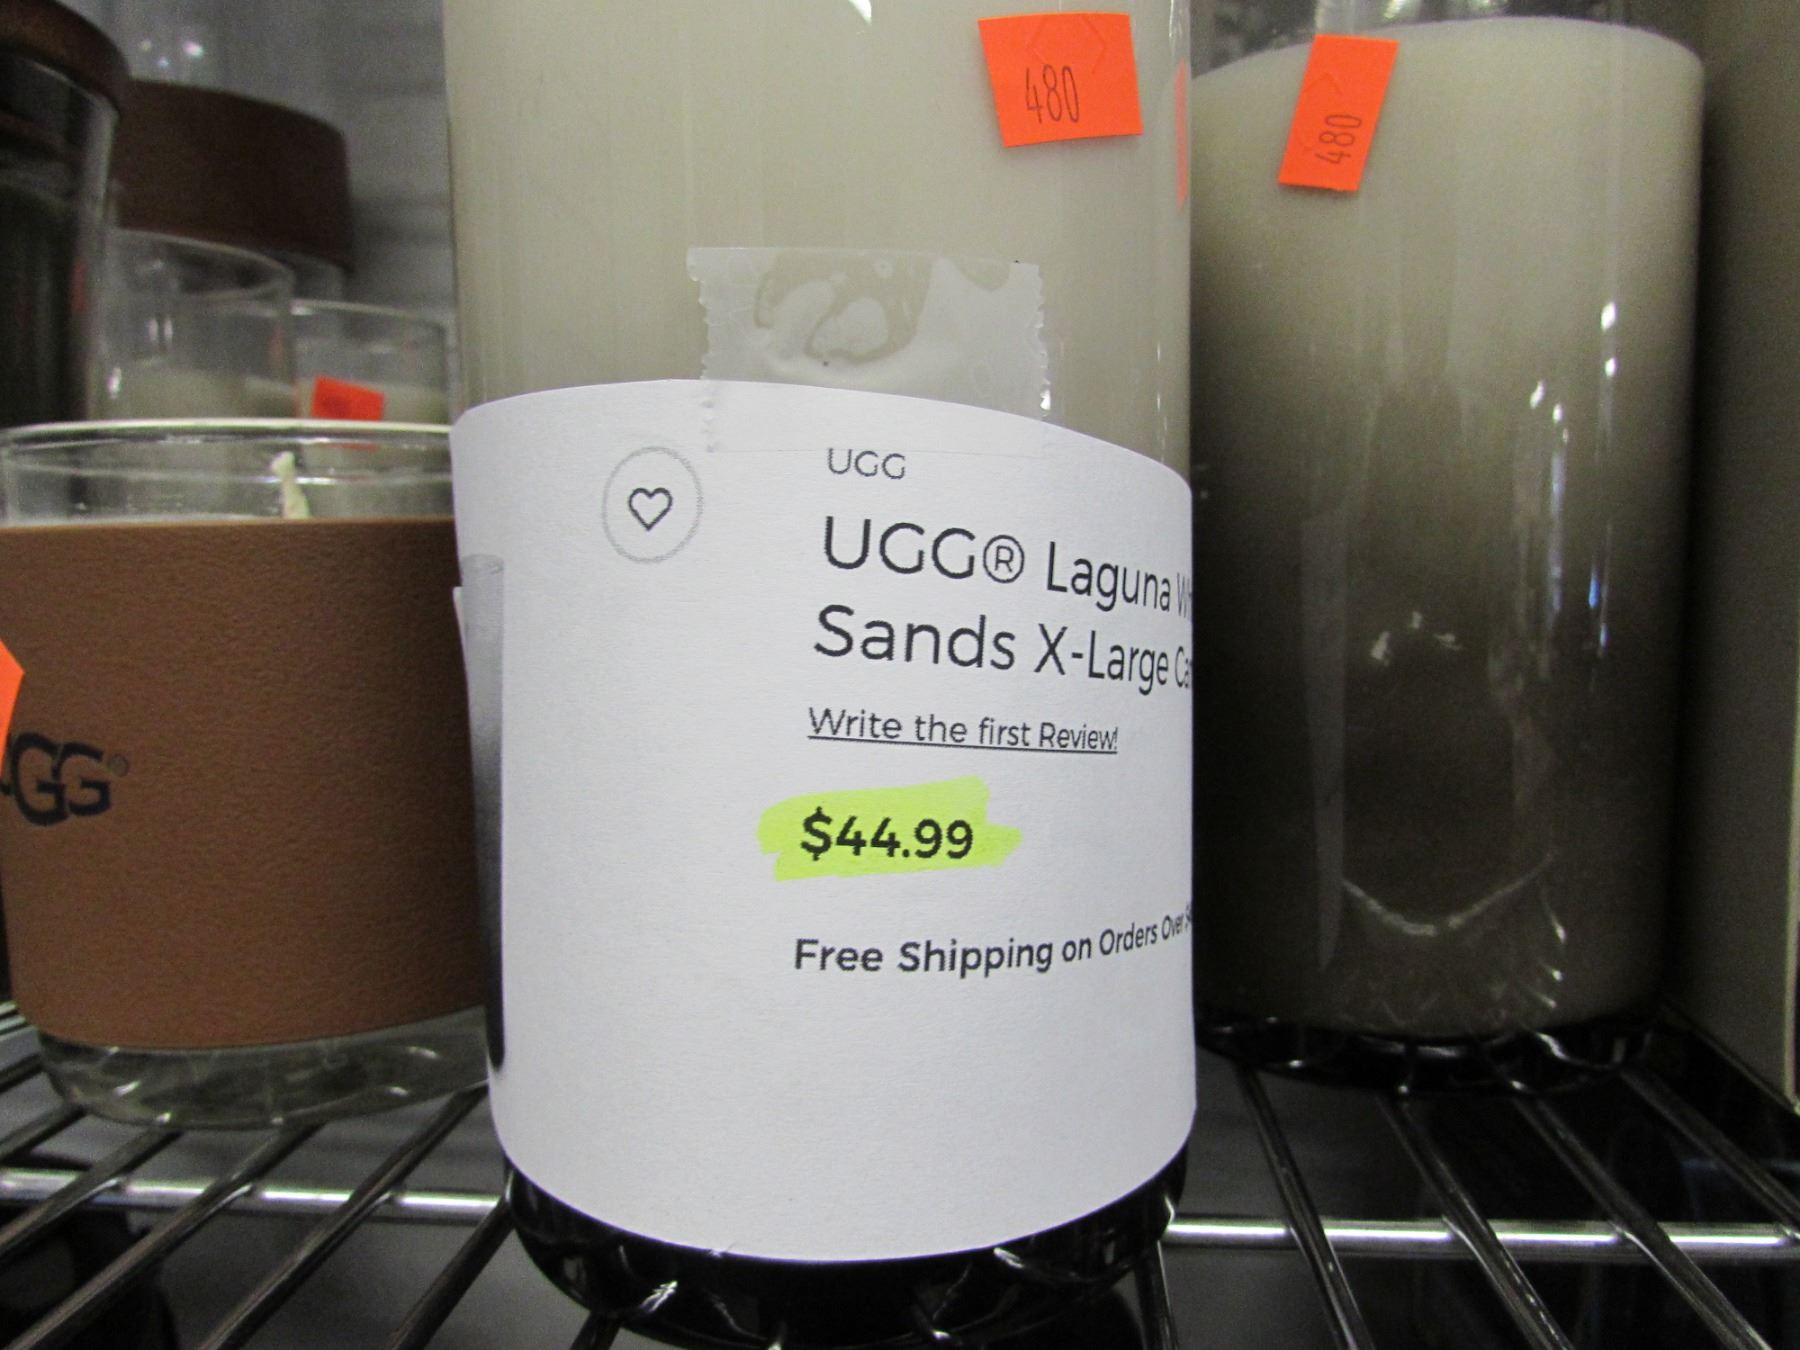 480
480
UGG
UGG® Laguna
Sands X-Large
Write the first Review!
$44.99
Free Shipping on Orders Over
UGG®